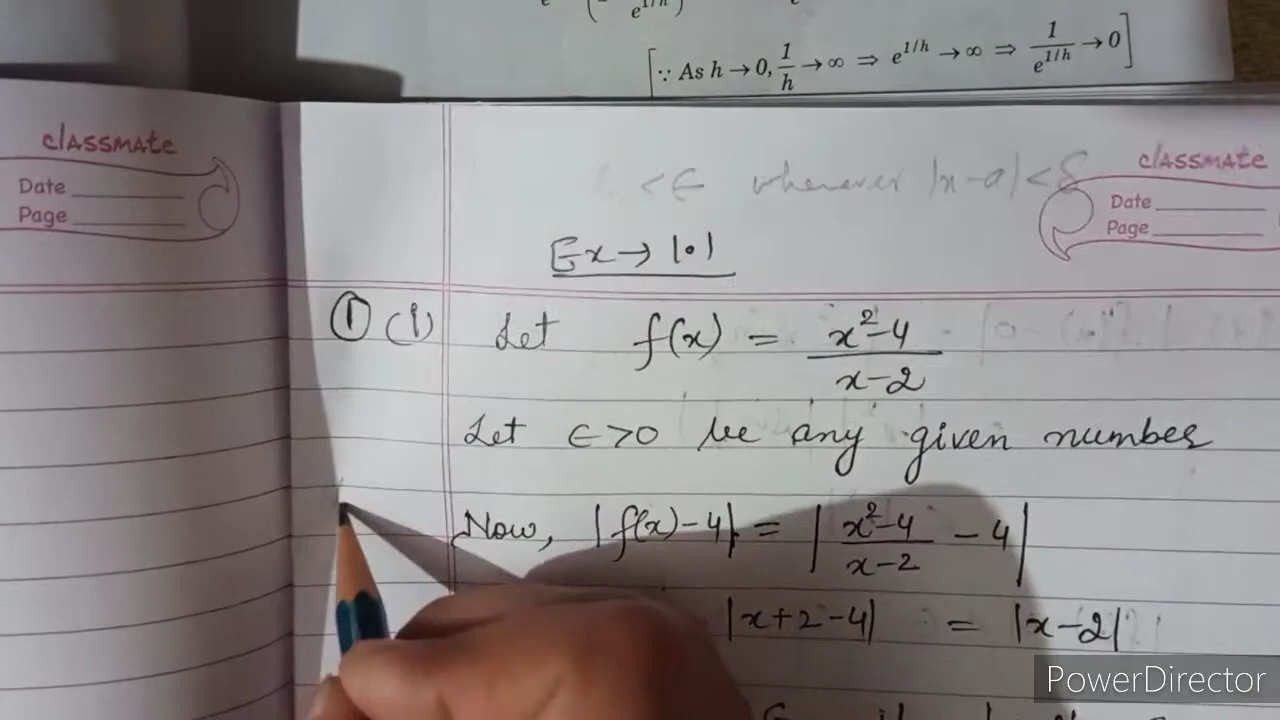 e^{1/h}
[∵ As h → 0, 1/h → ∞ ⇒ e^{1/h} → ∞ ⇒ 1/e^{1/h} → 0]
classmate
Date
Page
classmate
Date
Page
< ∈ whenever |x-a| < δ
Ex → 1.1
① (i) Let f(x) = x²-4 / x-2
Let ∈>0 be any given number
Now, |f(x)-4| = |x²-4 / x-2 - 4|
|x+2-4| = |x-2|
PowerDirector